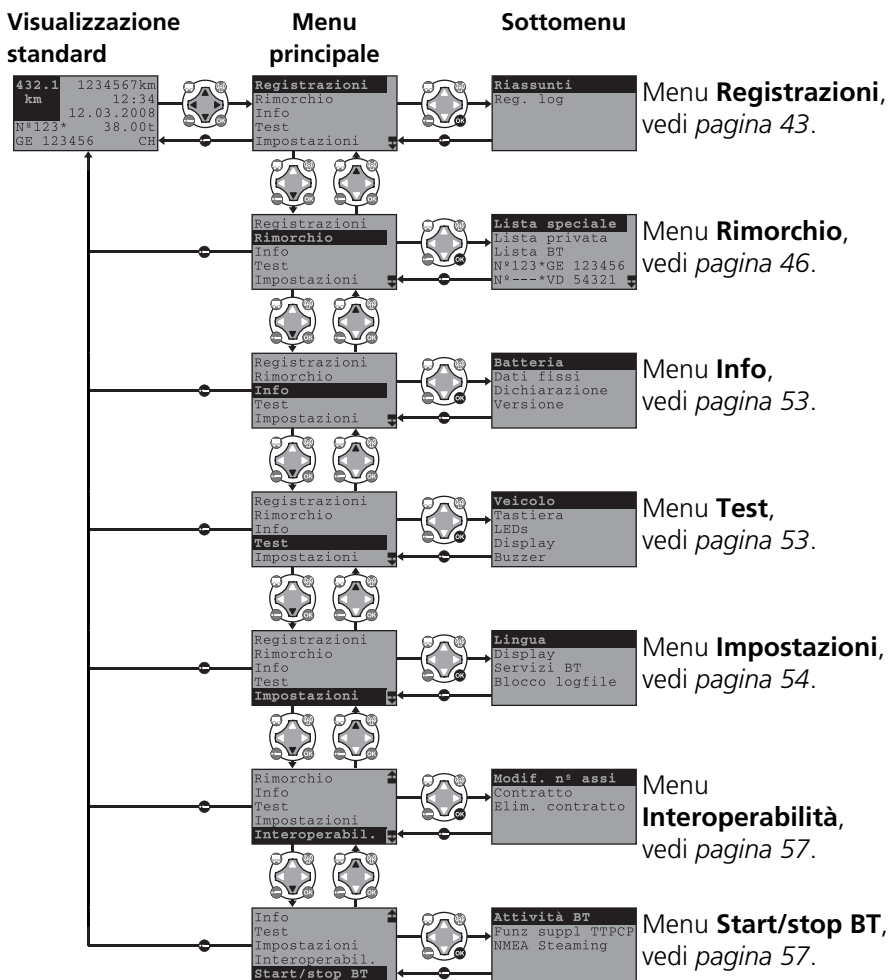 Visualizzazione standard
Menu principale
Sottomenu
432.1 1234567km
km 12:34
12.03.2008
Nº123* 38.00t
GE 123456 CH
Registrazioni
Rimorchio
Info
Test
Impostazioni
Riassunti
Reg. log
Menu Registrazioni,
vedi pagina 43.
Registrazioni
Rimorchio
Info
Test
Impostazioni
Lista speciale
Lista privata
Lista BT
Nº123*GE 123456
Nº---*VD 54321
Menu Rimorchio,
vedi pagina 46.
Registrazioni
Rimorchio
Info
Test
Impostazioni
Batteria
Dati fissi
Dichiarazione
Versione
Menu Info,
vedi pagina 53.
Registrazioni
Rimorchio
Info
Test
Impostazioni
Veicolo
Tastiera
LEDs
Display
Buzzer
Menu Test,
vedi pagina 53.
Registrazioni
Rimorchio
Info
Test
Impostazioni
Lingua
Display
Servizi BT
Blocco logfile
Menu Impostazioni,
vedi pagina 54.
Rimorchio
Info
Test
Impostazioni
Interoperabil.
Modif. nº assi
Contratto
Elim. contratto
Menu
Interoperabilità,
vedi pagina 57.
Info
Test
Impostazioni
Interoperabil.
Start/stop BT
Attività BT
Funz suppl TTPCP
NMEA Steaming
Menu Start/stop BT,
vedi pagina 57.